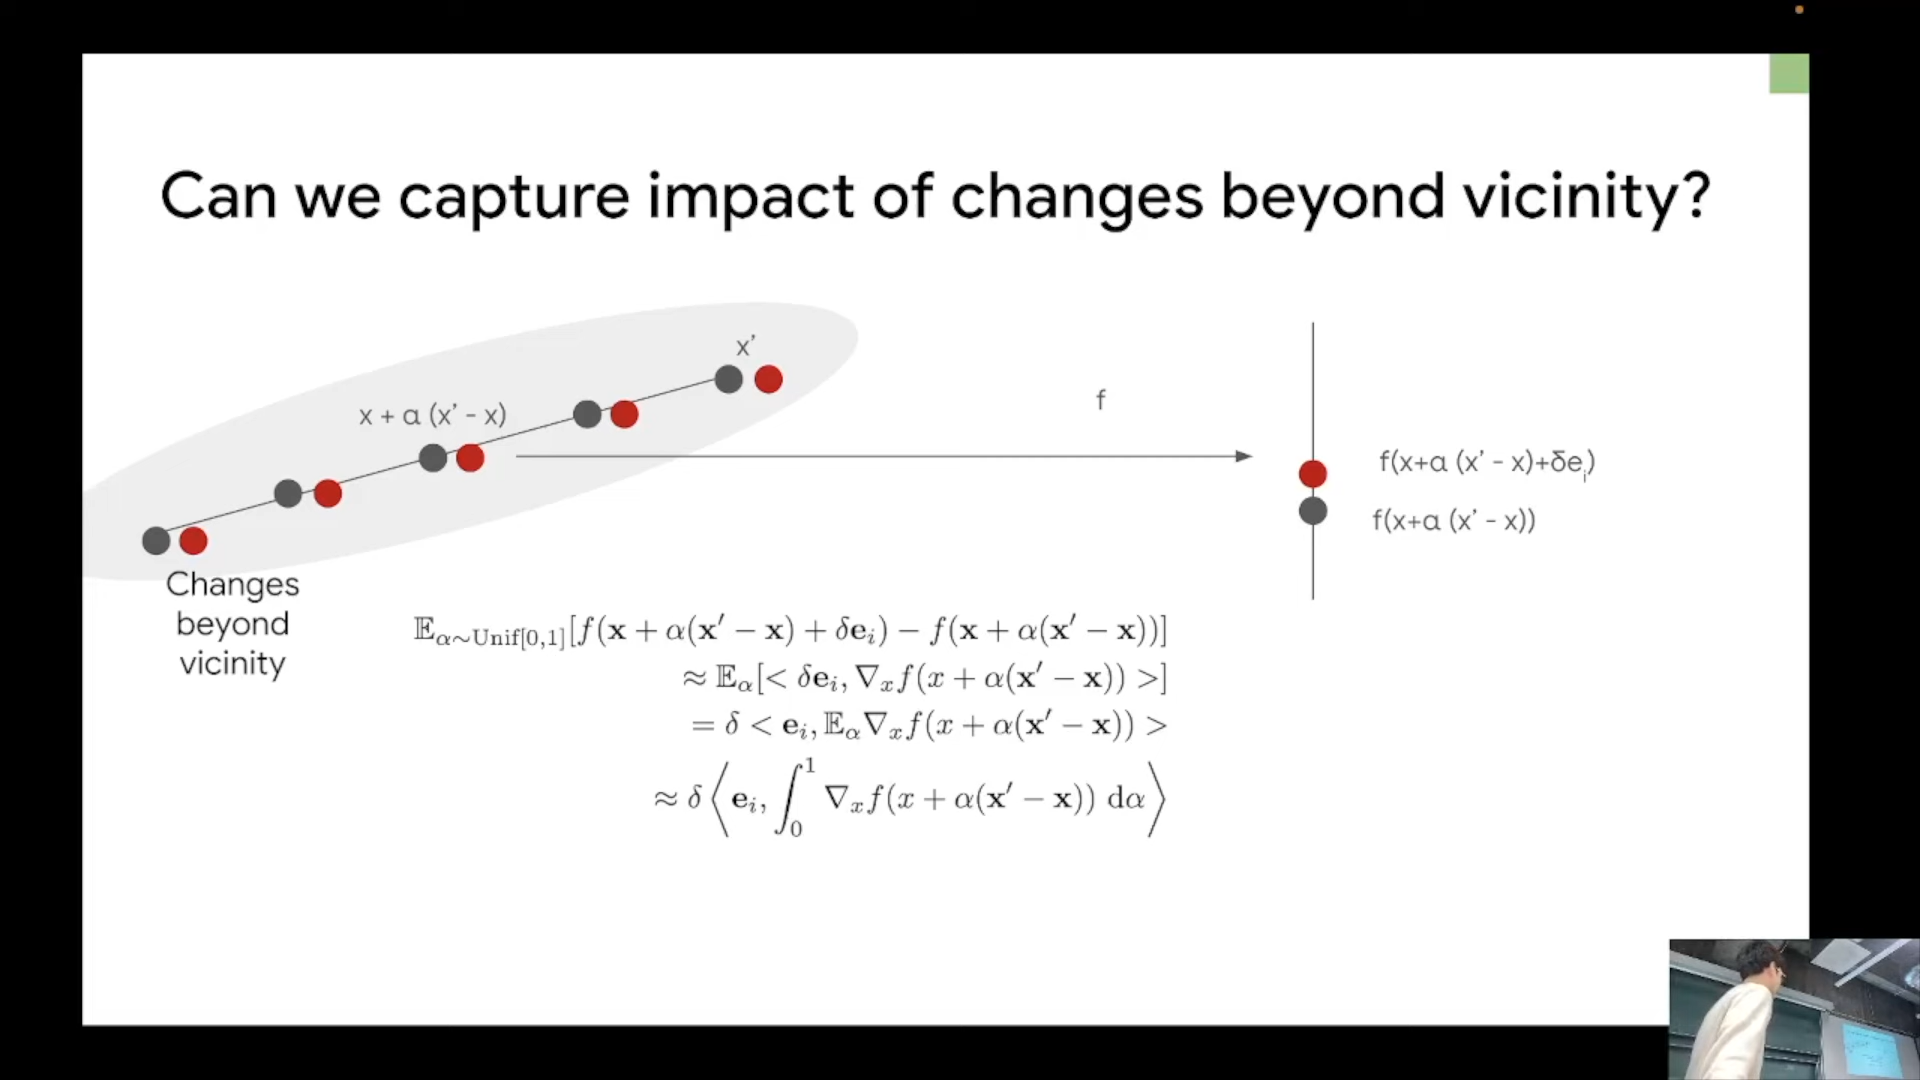 Can we capture impact of changes beyond vicinity?
x'
x + α (x' - x)
f
f(x+α (x' - x)+δe_i)
f(x+α (x' - x))
Changes
beyond
vicinity
𝔼_{α∼Unif[0,1]}[f(𝐱 + α(𝐱′ − 𝐱) + δ𝐞_i) − f(𝐱 + α(𝐱′ − 𝐱))]
≈ 𝔼_α[< δ𝐞_i, ∇_x f(x + α(𝐱′ − 𝐱)) >]
= δ < 𝐞_i, 𝔼_α∇_x f(x + α(𝐱′ − 𝐱)) >
≈ δ⟨𝐞_i, ∫_0^1 ∇_x f(x + α(𝐱′ − 𝐱)) dα⟩